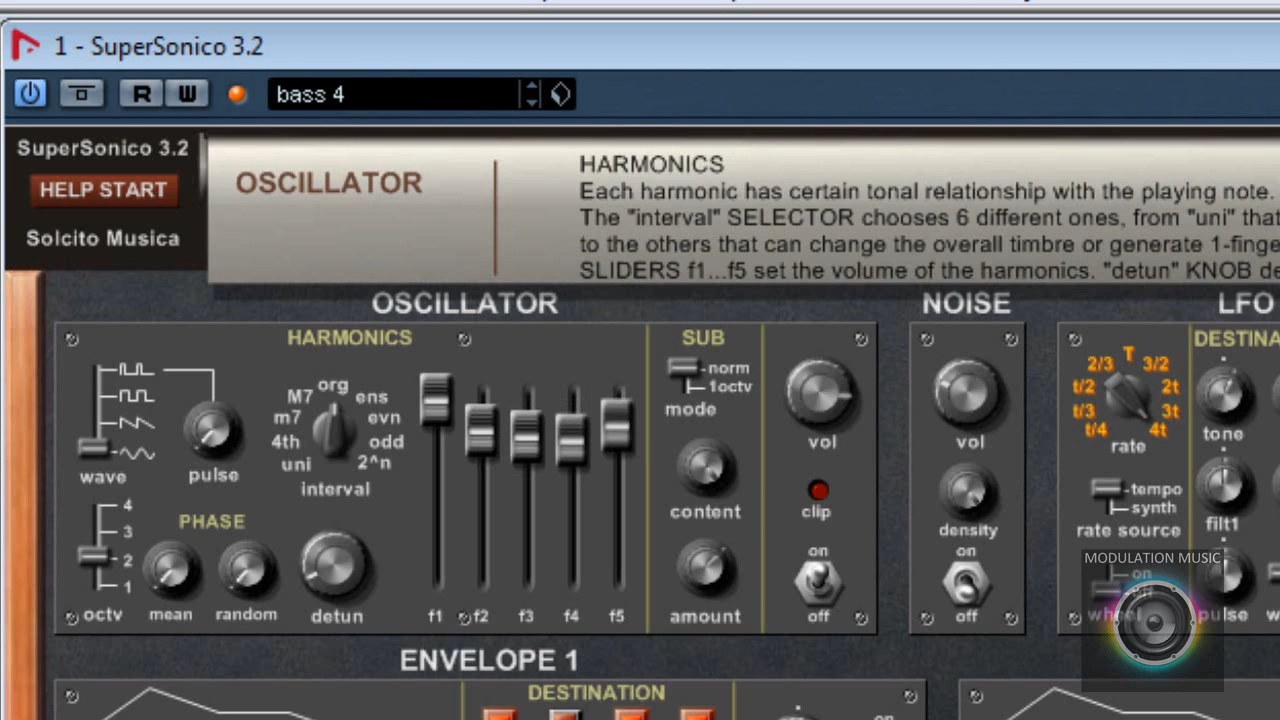 1 - SuperSonico 3.2
R W bass 4
SuperSonico 3.2
HELP START
Solcito Musica
OSCILLATOR
HARMONICS
Each harmonic has certain tonal relationship with the playing note.
The "interval" SELECTOR chooses 6 different ones, from "uni" that
to the others that can change the overall timbre or generate 1-finge
SLIDERS f1...f5 set the volume of the harmonics. "detun" KNOB de
OSCILLATOR
HARMONICS
wave
pulse
org
M7
ens
m7
evn
4th
odd
uni
2^n
interval
4
3
2
1
octv
PHASE
mean
random
detun
f1
f2
f3
f4
f5
SUB
norm
1octv
mode
content
amount
vol
clip
on
off
NOISE
vol
density
on
off
LFO
DESTINA
T
2/3
3/2
t/2
2t
t/3
3t
t/4
4t
rate
tempo
synth
rate source
on
wheel
tone
filt1
pulse
MODULATION MUSIC
ENVELOPE 1
DESTINATION
on